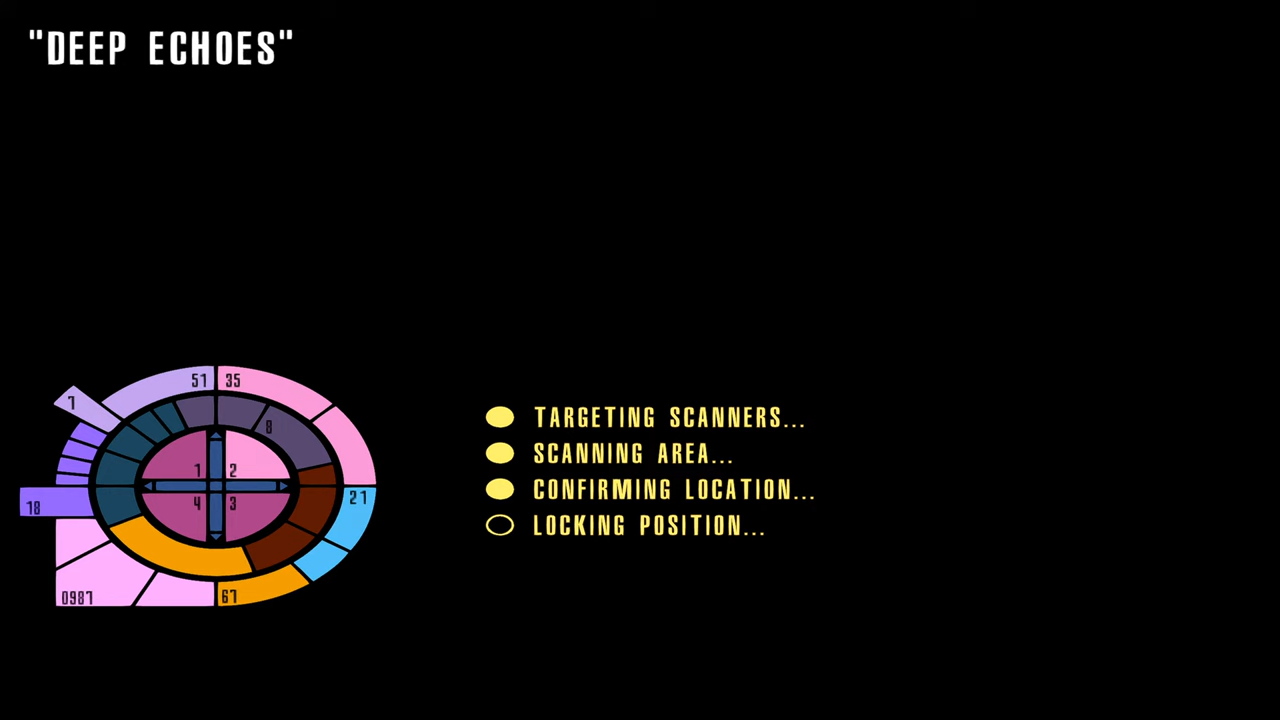 "DEEP ECHOES"
51 35
7
8
1 2
4 3
18
21
0987
67
TARGETING SCANNERS...
SCANNING AREA...
CONFIRMING LOCATION...
LOCKING POSITION...